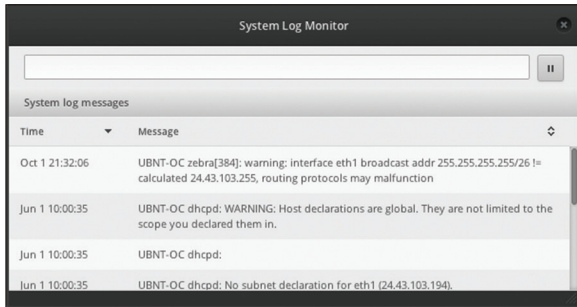 System Log Monitor
System log messages
Time Message
Oct 1 21:32:06 UBNT-OC zebra[384]: warning: interface eth1 broadcast addr 255.255.255.255/26 !=
calculated 24.43.103.255, routing protocols may malfunction
Jun 1 10:00:35 UBNT-OC dhcpd: WARNING: Host declarations are global. They are not limited to the
scope you declared them in.
Jun 1 10:00:35 UBNT-OC dhcpd:
Jun 1 10:00:35 UBNT-OC dhcpd: No subnet declaration for eth1 (24.43.103.194).